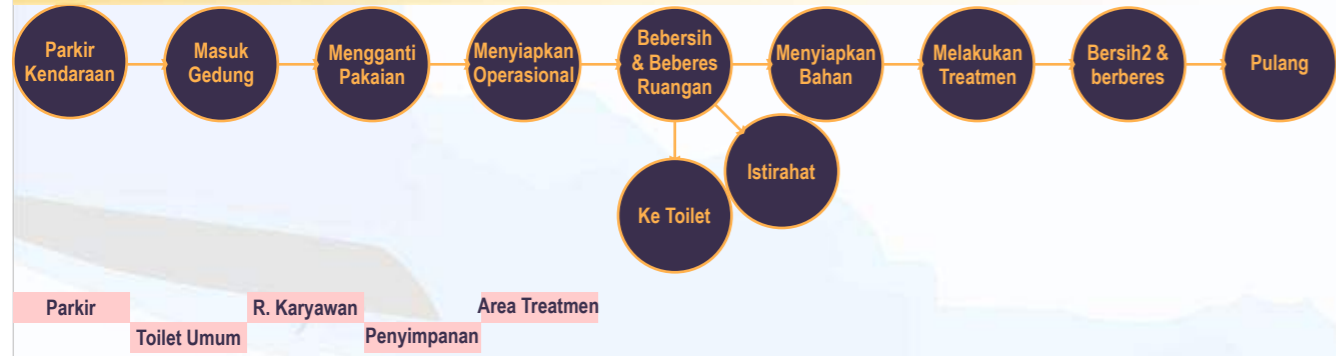 Parkir
Kendaraan
Masuk
Gedung
Mengganti
Pakaian
Menyiapkan
Operasional
Bebersih
& Beberes
Ruangan
Menyiapkan
Bahan
Melakukan
Treatmen
Bersih2 &
berberes
Pulang
Istirahat
Ke Toilet
Parkir
R. Karyawan
Area Treatmen
Toilet Umum
Penyimpanan